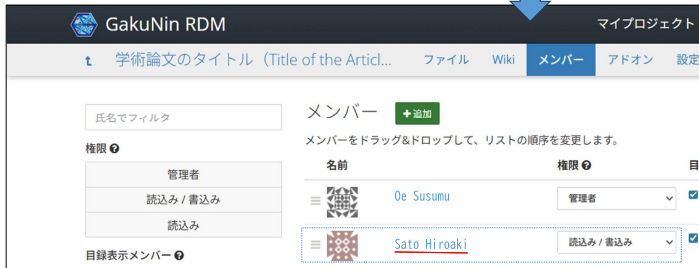 GakuNin RDM
マイプロジェクト
学術論文のタイトル（Title of the Articl...
ファイル Wiki メンバー アドオン 設定
氏名でフィルタ
権限
管理者
読込み / 書込み
読込み
目録表示メンバー
メンバー +追加
メンバーをドラッグ&ドロップして、リストの順序を変更します。
名前 権限 目
Oe Susumu 管理者
Sato Hiroaki 読込み / 書込み